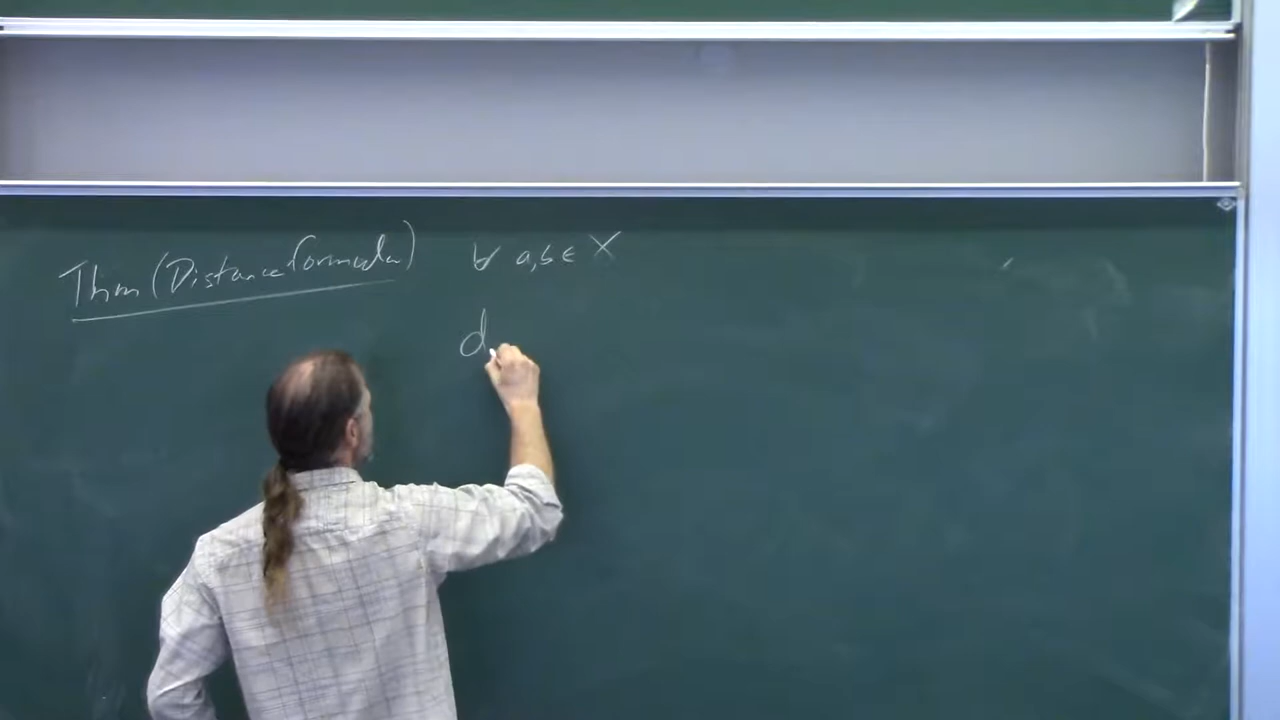 Thm (Distance formula) ∀ a,b ∈ X
d